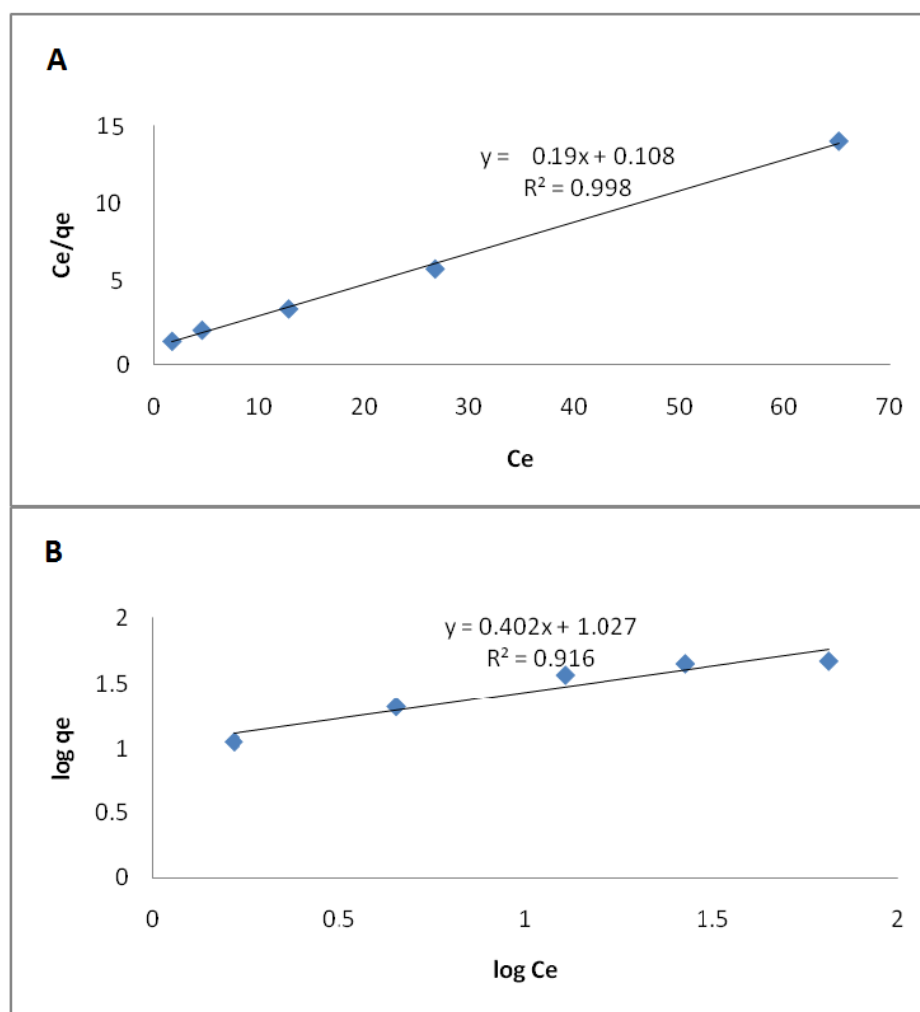 A
15
10
5
0
Ce/qe
y = 0.19x + 0.108
R² = 0.998
0 10 20 30 40 50 60 70
Ce
B
2
1.5
1
0.5
0
log qe
y = 0.402x + 1.027
R² = 0.916
0 0.5 1 1.5 2
log Ce